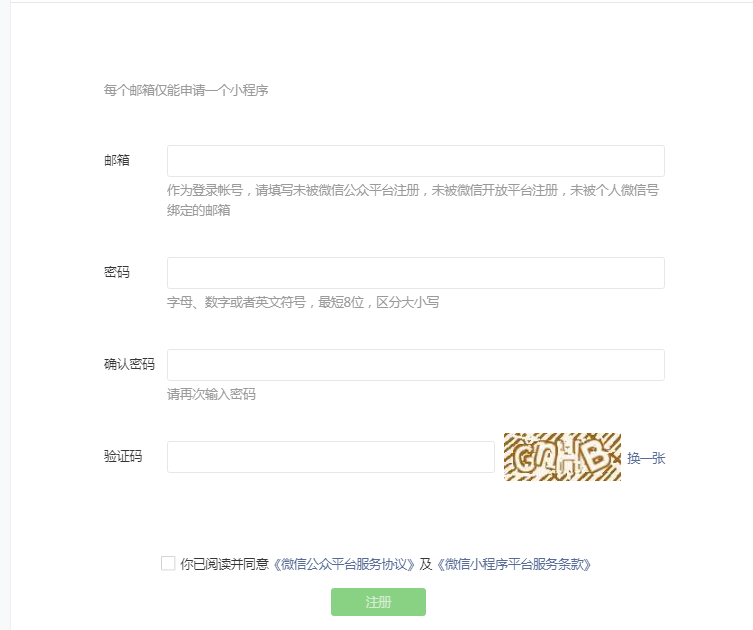 每个邮箱仅能申请一个小程序
邮箱
作为登录帐号，请填写未被微信公众平台注册，未被微信开放平台注册，未被个人微信号
绑定的邮箱
密码
字母、数字或者英文符号，最短8位，区分大小写
确认密码
请再次输入密码
验证码
换一张
你已阅读并同意《微信公众平台服务协议》及《微信小程序平台服务条款》
注册